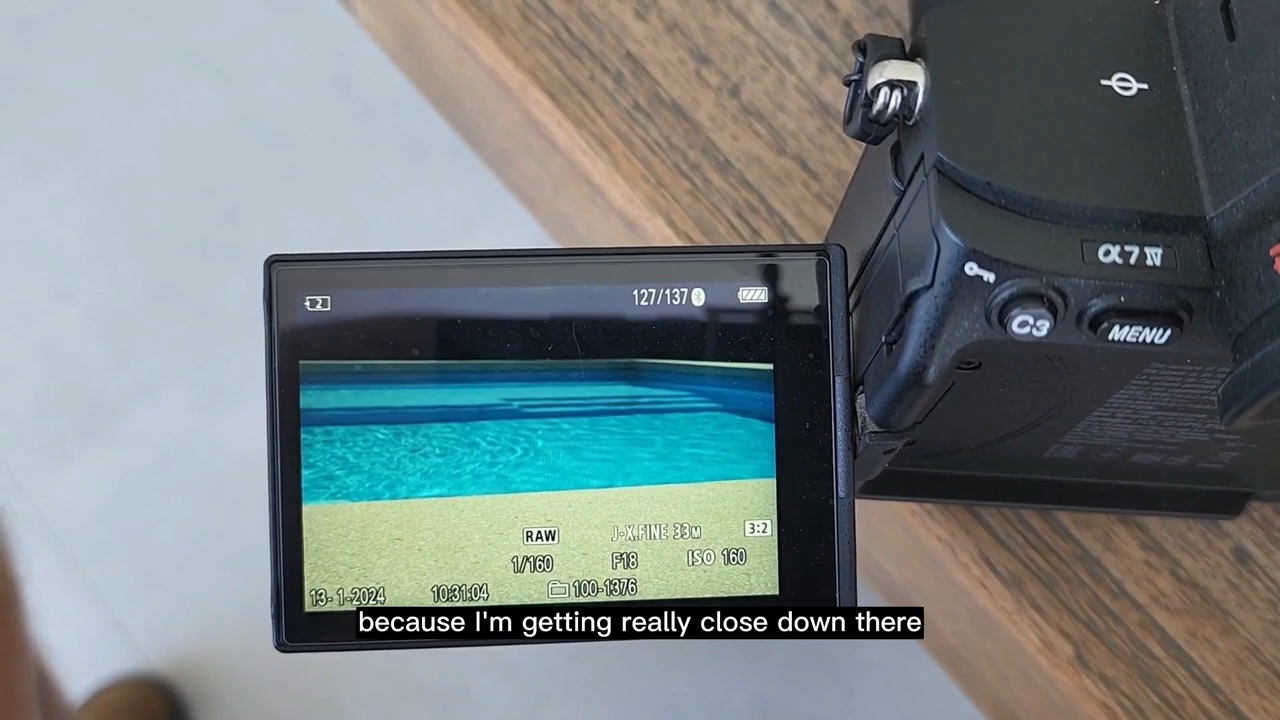 α7 IV
C3
MENU
2
127/137
RAW
J-X.FINE 33M
3:2
1/160
F18
ISO 160
13- 1-2024
10:31:04
100-1376
because I'm getting really close down there